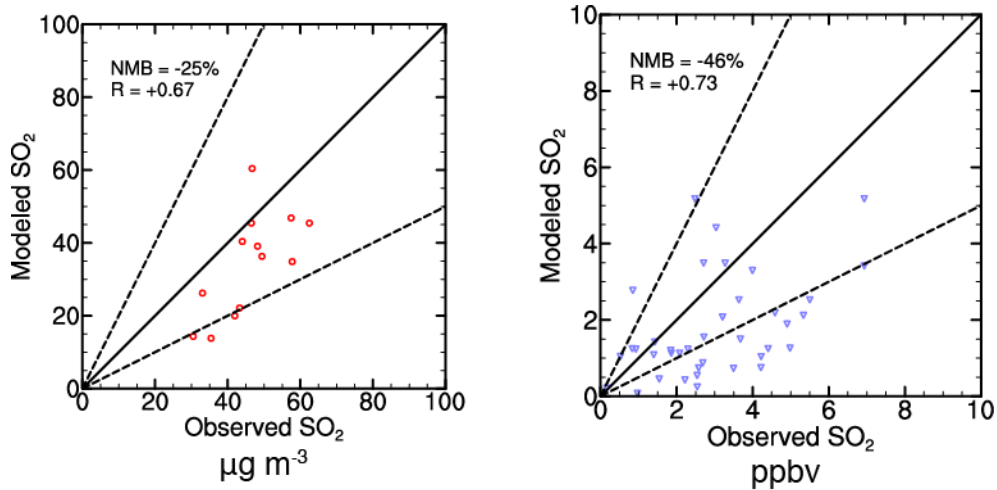 NMB = -25%
R = +0.67
100
80
60
40
20
0
Modeled SO₂
0 20 40 60 80 100
Observed SO₂
μg m⁻³
NMB = -46%
R = +0.73
10
8
6
4
2
0
Modeled SO₂
0 2 4 6 8 10
Observed SO₂
ppbv